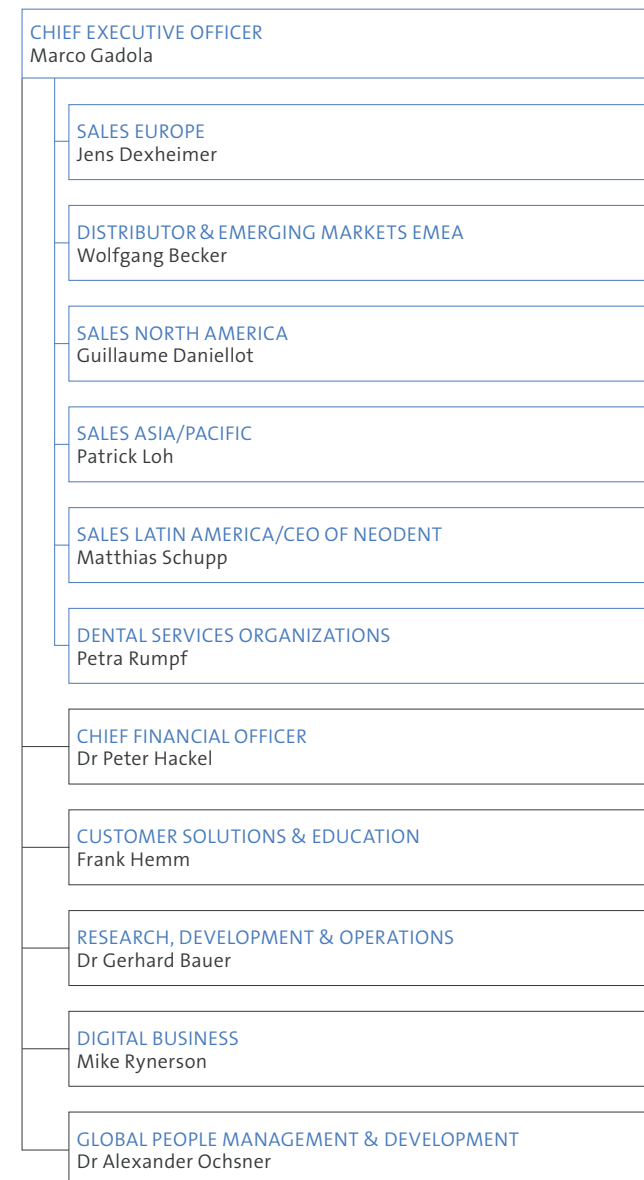 CHIEF EXECUTIVE OFFICER
Marco Gadola
SALES EUROPE
Jens Dexheimer
DISTRIBUTOR & EMERGING MARKETS EMEA
Wolfgang Becker
SALES NORTH AMERICA
Guillaume Daniellot
SALES ASIA/PACIFIC
Patrick Loh
SALES LATIN AMERICA/CEO OF NEODENT
Matthias Schupp
DENTAL SERVICES ORGANIZATIONS
Petra Rumpf
CHIEF FINANCIAL OFFICER
Dr Peter Hackel
CUSTOMER SOLUTIONS & EDUCATION
Frank Hemm
RESEARCH, DEVELOPMENT & OPERATIONS
Dr Gerhard Bauer
DIGITAL BUSINESS
Mike Rynerson
GLOBAL PEOPLE MANAGEMENT & DEVELOPMENT
Dr Alexander Ochsner